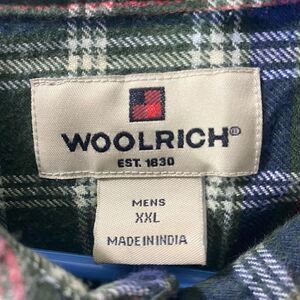 WOOLRICH®
EST. 1830
MENS
XXL
MADE IN INDIA